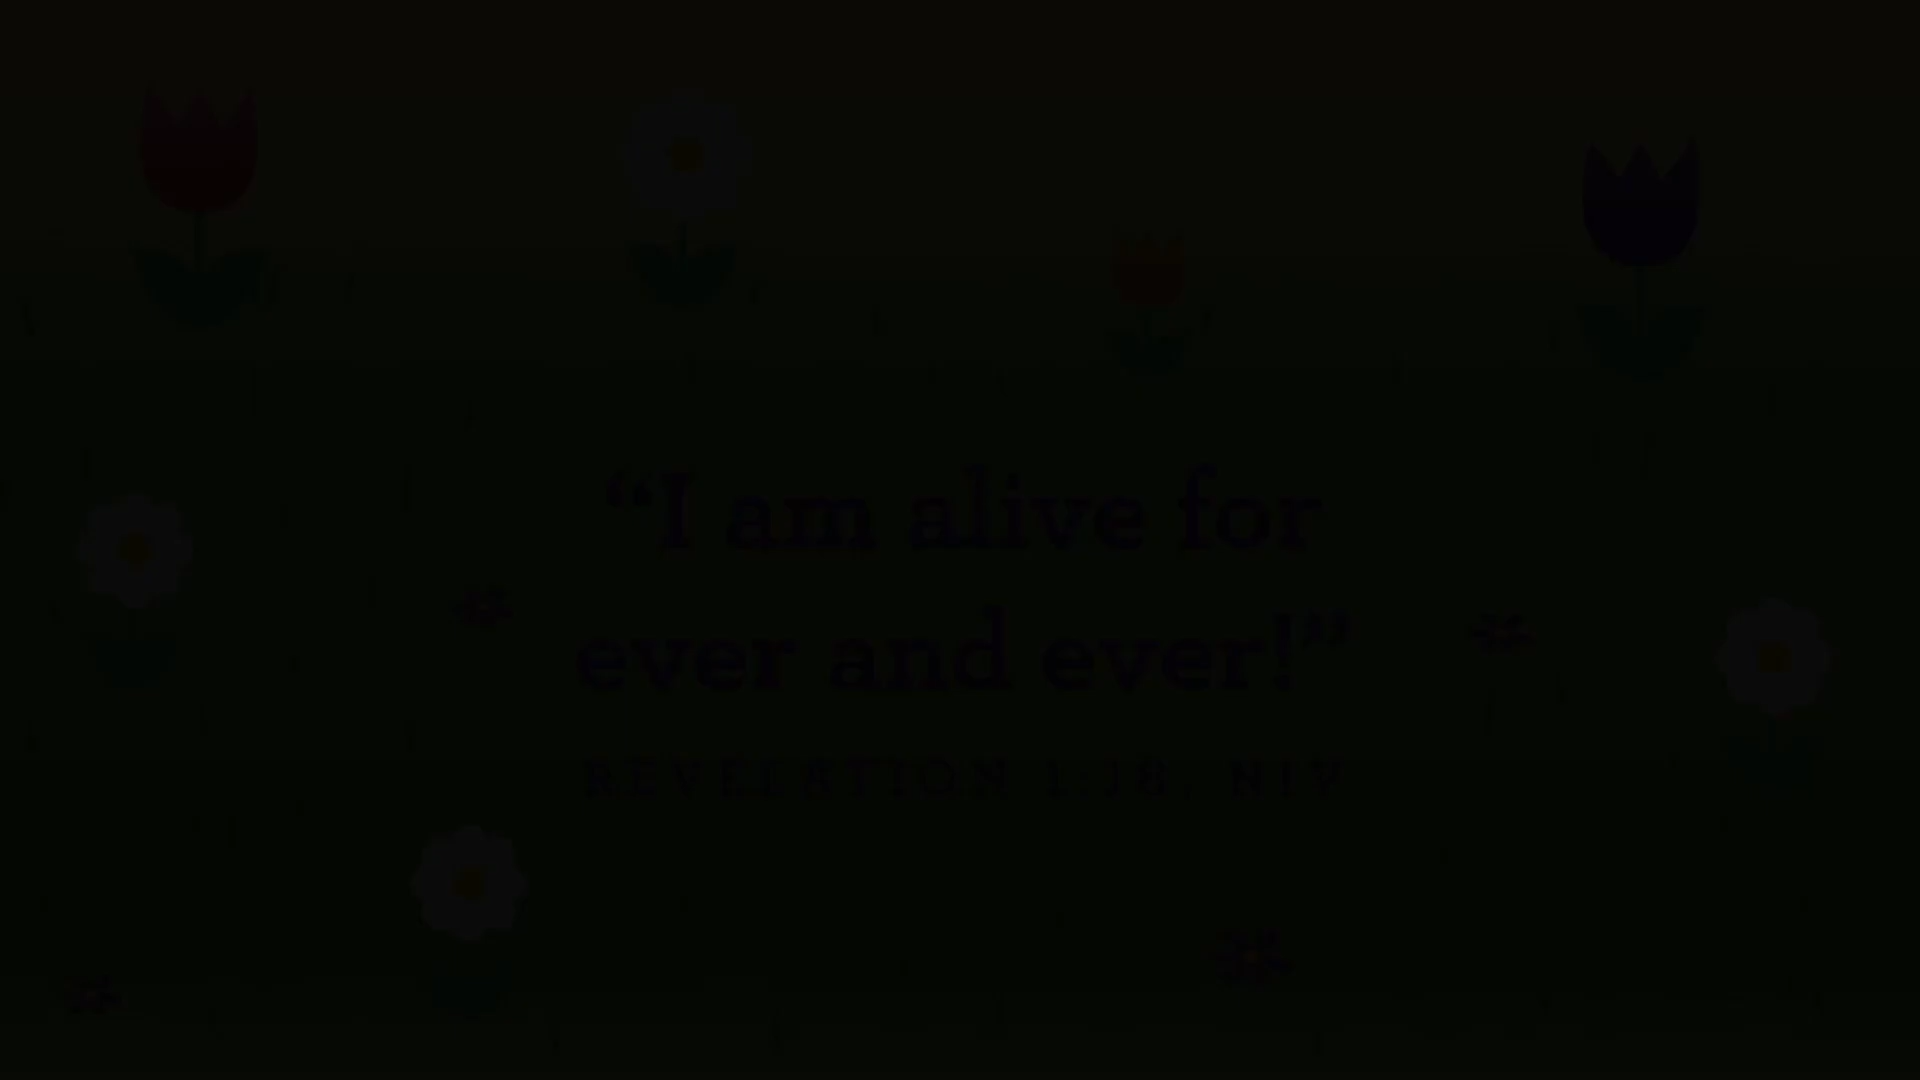 “I am alive for
ever and ever!”
REVELATION 1:18, NIV